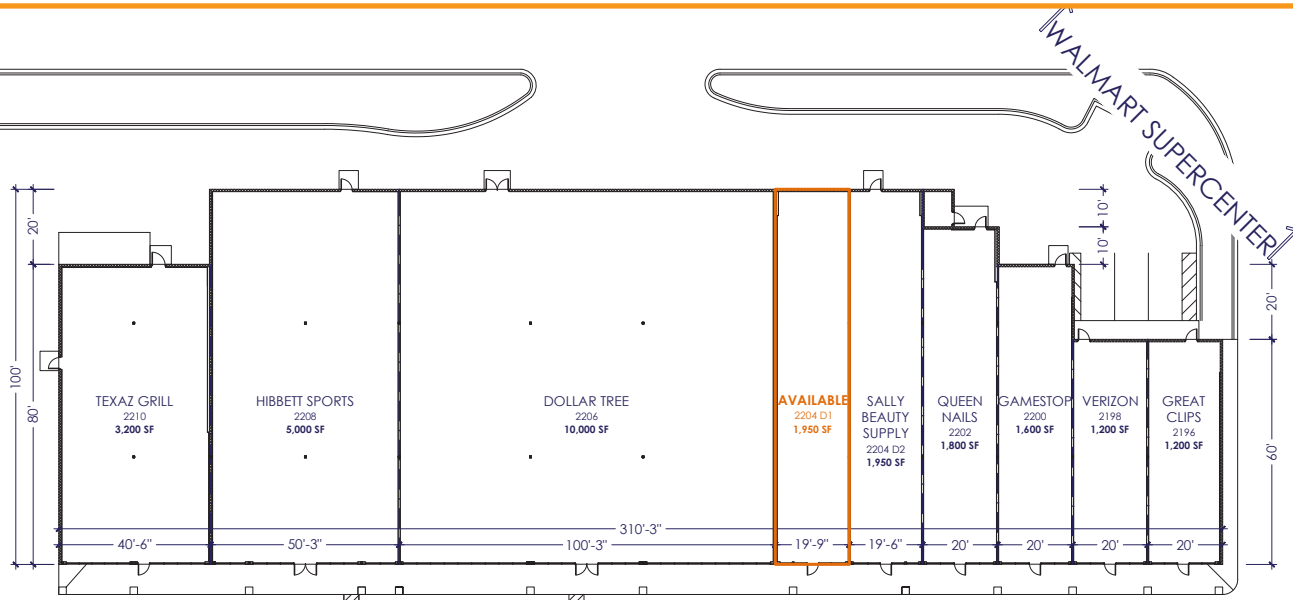 WALMART SUPERCENTER
20'
100'
80'
10'
10'
20'
60'
TEXAZ GRILL
2210
3,200 SF
HIBBETT SPORTS
2208
5,000 SF
DOLLAR TREE
2206
10,000 SF
AVAILABLE
2204 D1
1,950 SF
SALLY
BEAUTY
SUPPLY
2204 D2
1,950 SF
QUEEN
NAILS
2202
1,800 SF
GAMESTOP
2200
1,600 SF
VERIZON
2198
1,200 SF
GREAT
CLIPS
2196
1,200 SF
310'-3"
40'-6"
50'-3"
100'-3"
19'-9"
19'-6"
20'
20'
20'
20'